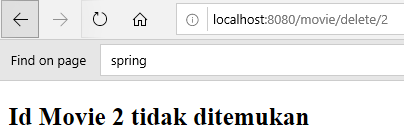 localhost:8080/movie/delete/2
Find on page spring
Id Movie 2 tidak ditemukan